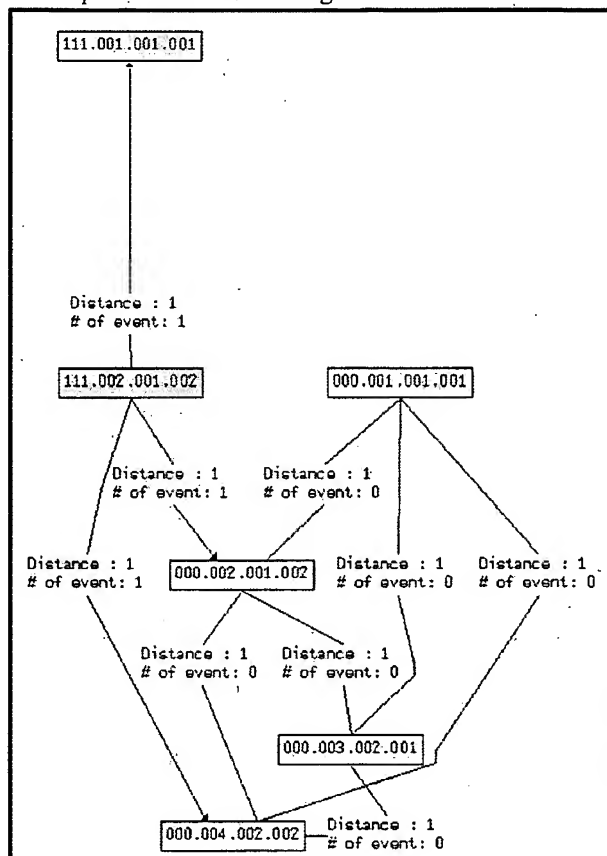 111.001.001.001
Distance : 1
# of event: 1
111.002.001.002
000.001.001.001
Distance : 1
# of event: 1
Distance : 1
# of event: 0
Distance : 1
# of event: 1
000.002.001.002
Distance : 1
# of event: 0
Distance : 1
# of event: 0
Distance : 1
# of event: 0
Distance : 1
# of event: 0
000.003.002.001
000.004.002.002
Distance : 1
# of event: 0